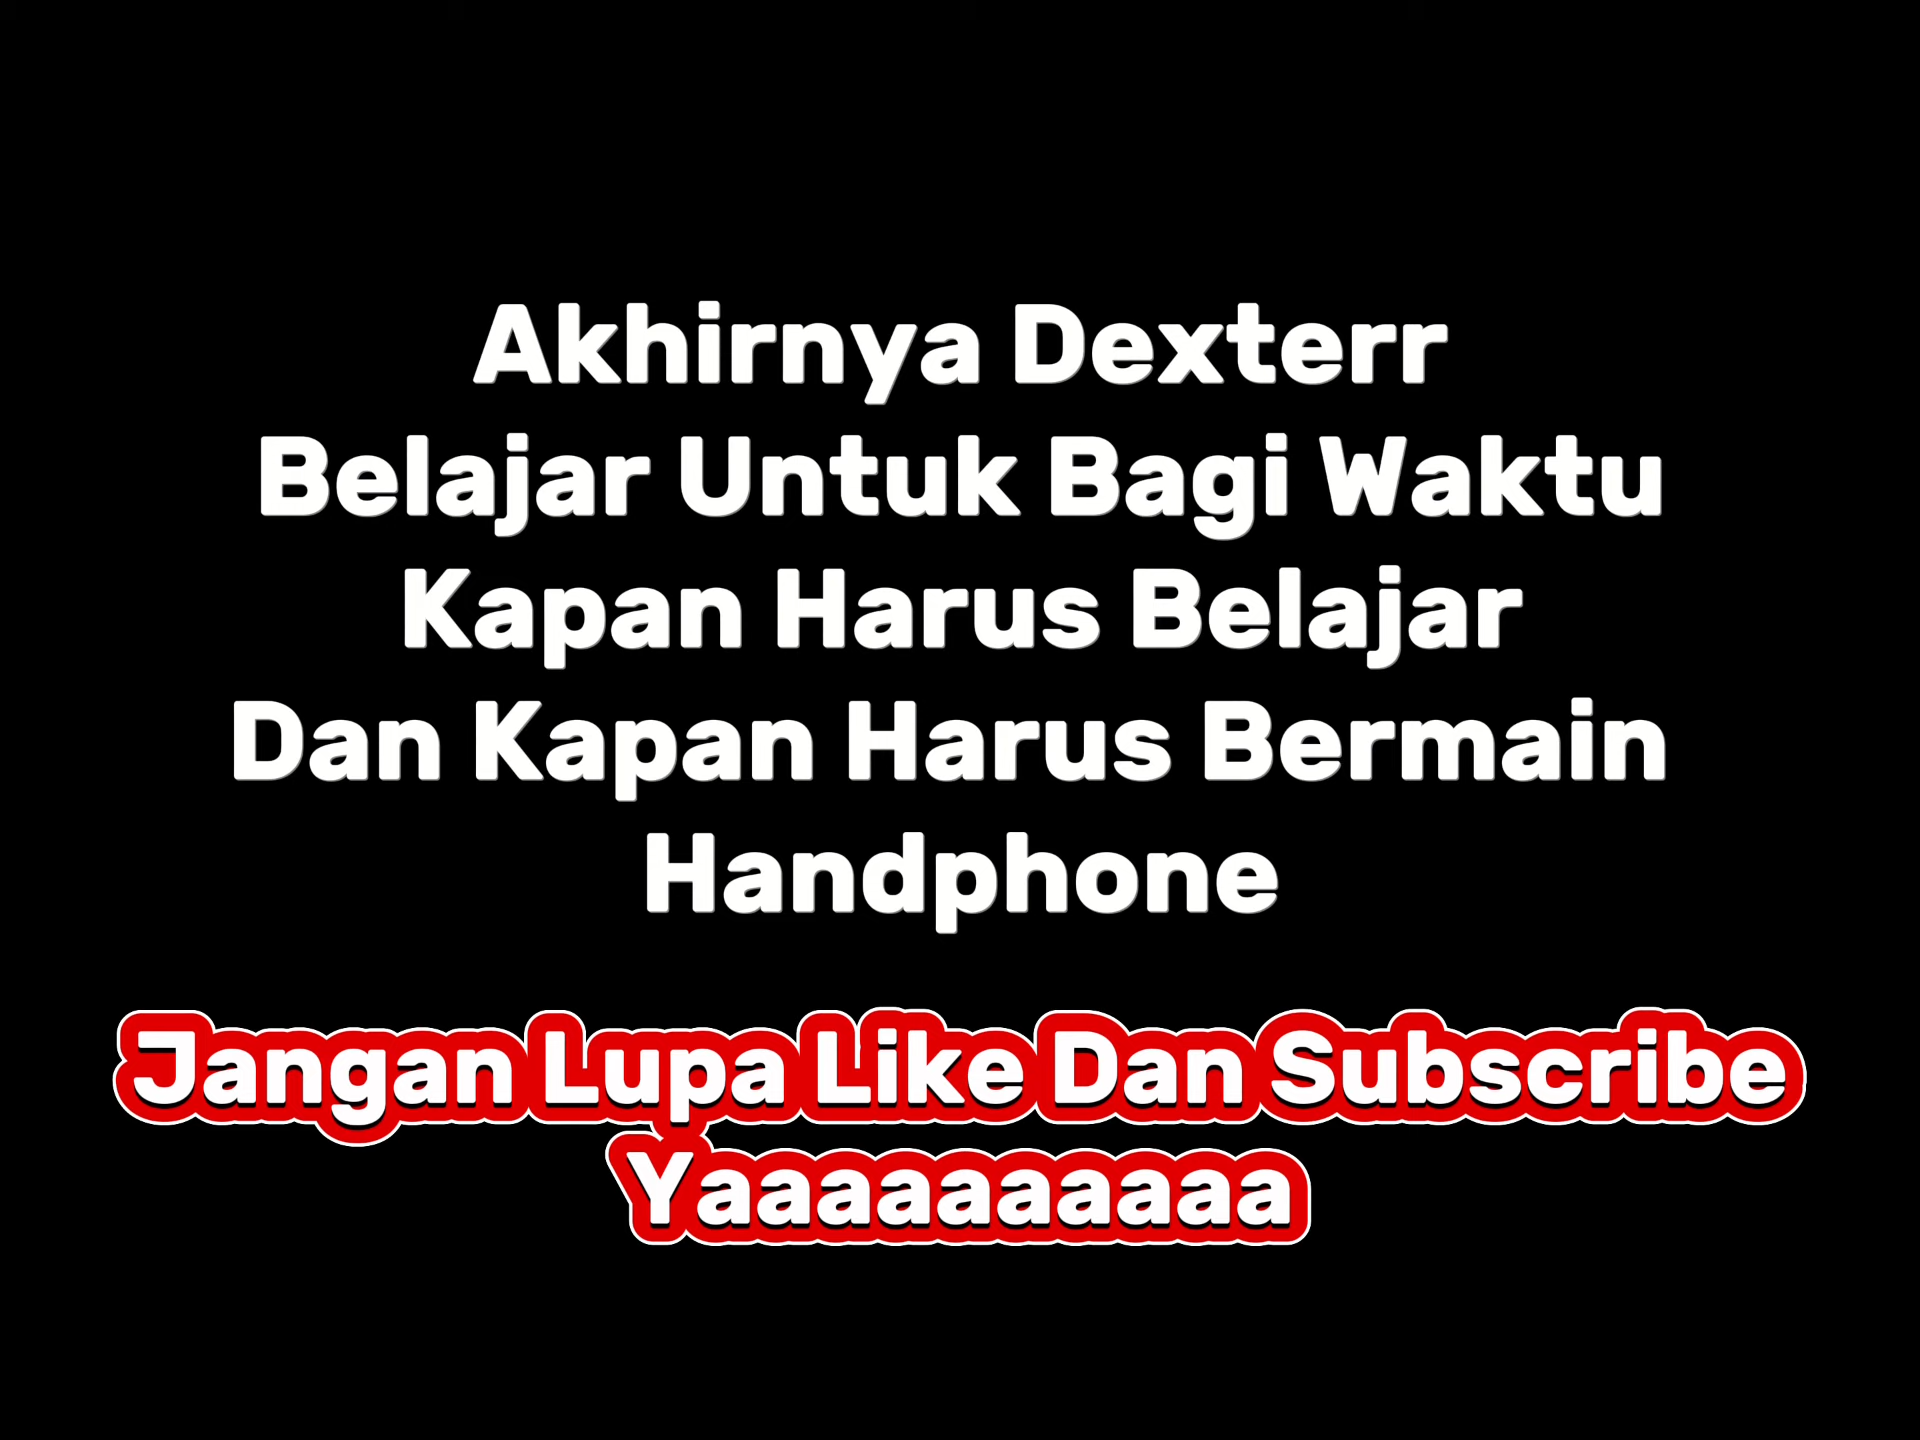 Akhirnya Dexterr
Belajar Untuk Bagi Waktu
Kapan Harus Belajar
Dan Kapan Harus Bermain
Handphone
Jangan Lupa Like Dan Subscribe
Yaaaaaaaaaa